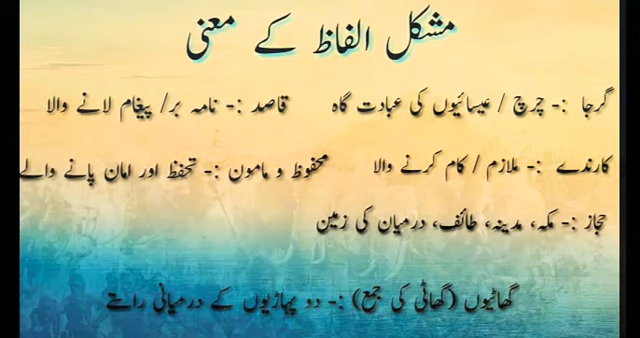 مشکل الفاظ کے معنی
گرجا :- چرچ / عیسائیوں کی عبادت گاہ قاصد :- نامہ بر/ پیغام لانے والا
کارندے :- ملازم / کام کرنے والا محفوظ و مامون :- تحفظ اور امان پانے والے
حجاز :- مکہ، مدینہ، طائف، درمیان کی زمین
گھاٹیوں (گھاٹی کی جمع) :- دو پہاڑیوں کے درمیانی راستے